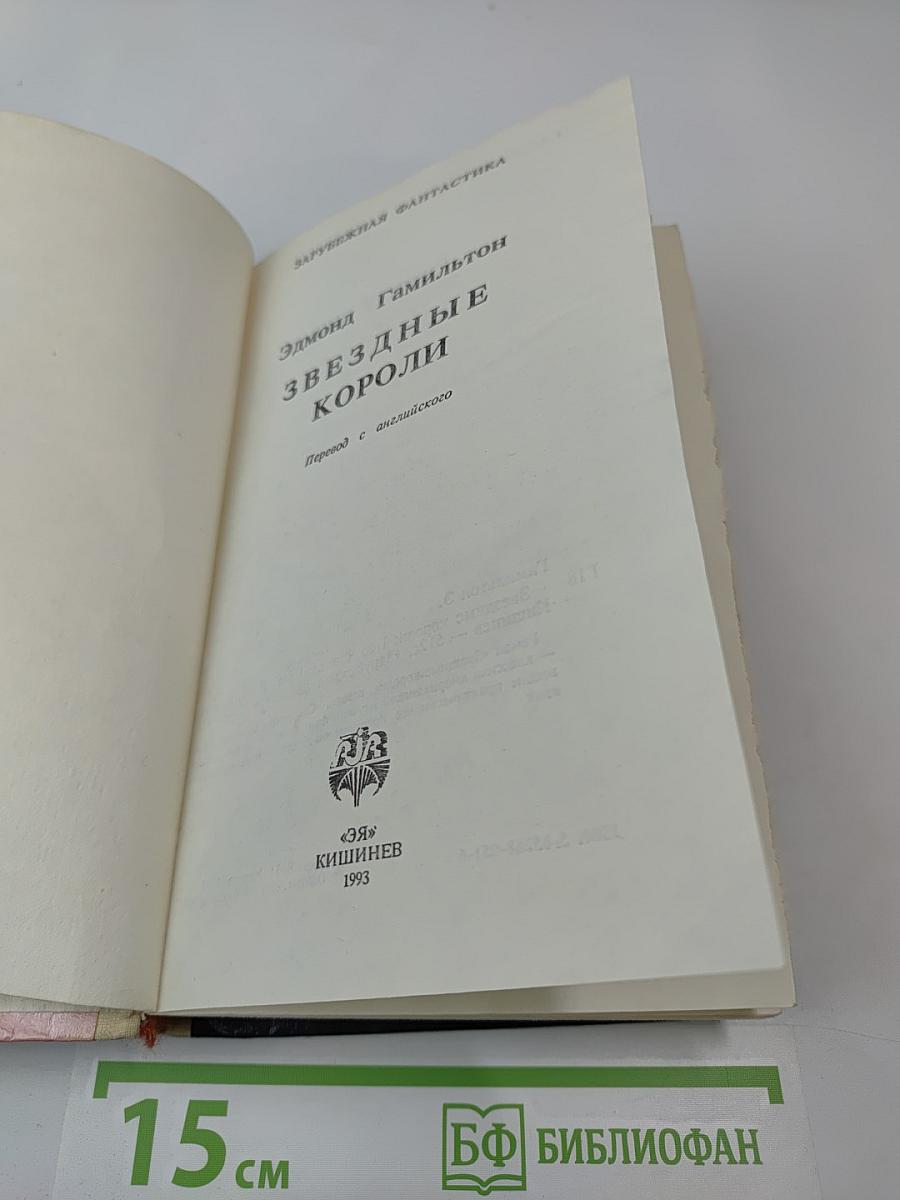 ЗАРУБЕЖНАЯ ФАНТАСТИКА
Эдмонд Гамильтон
ЗВЕЗДНЫЕ
КОРОЛИ
Перевод с английского
«ЭЯ»
КИШИНЕВ
1993
15 см
БФ БИБЛИОФАН